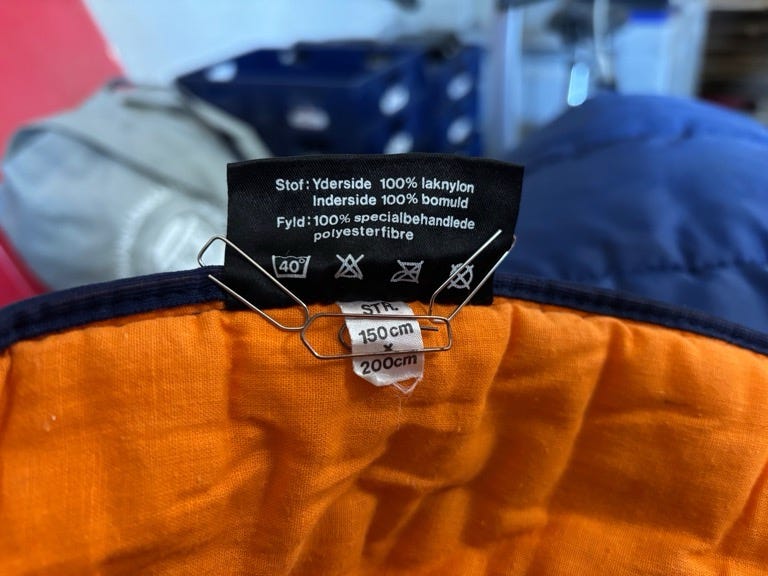 Stof: Yderside 100% laknylon
Inderside 100% bomuld
Fyld: 100% specialbehandlede
polyesterfibre
40°
STR.
150cm
x
200cm